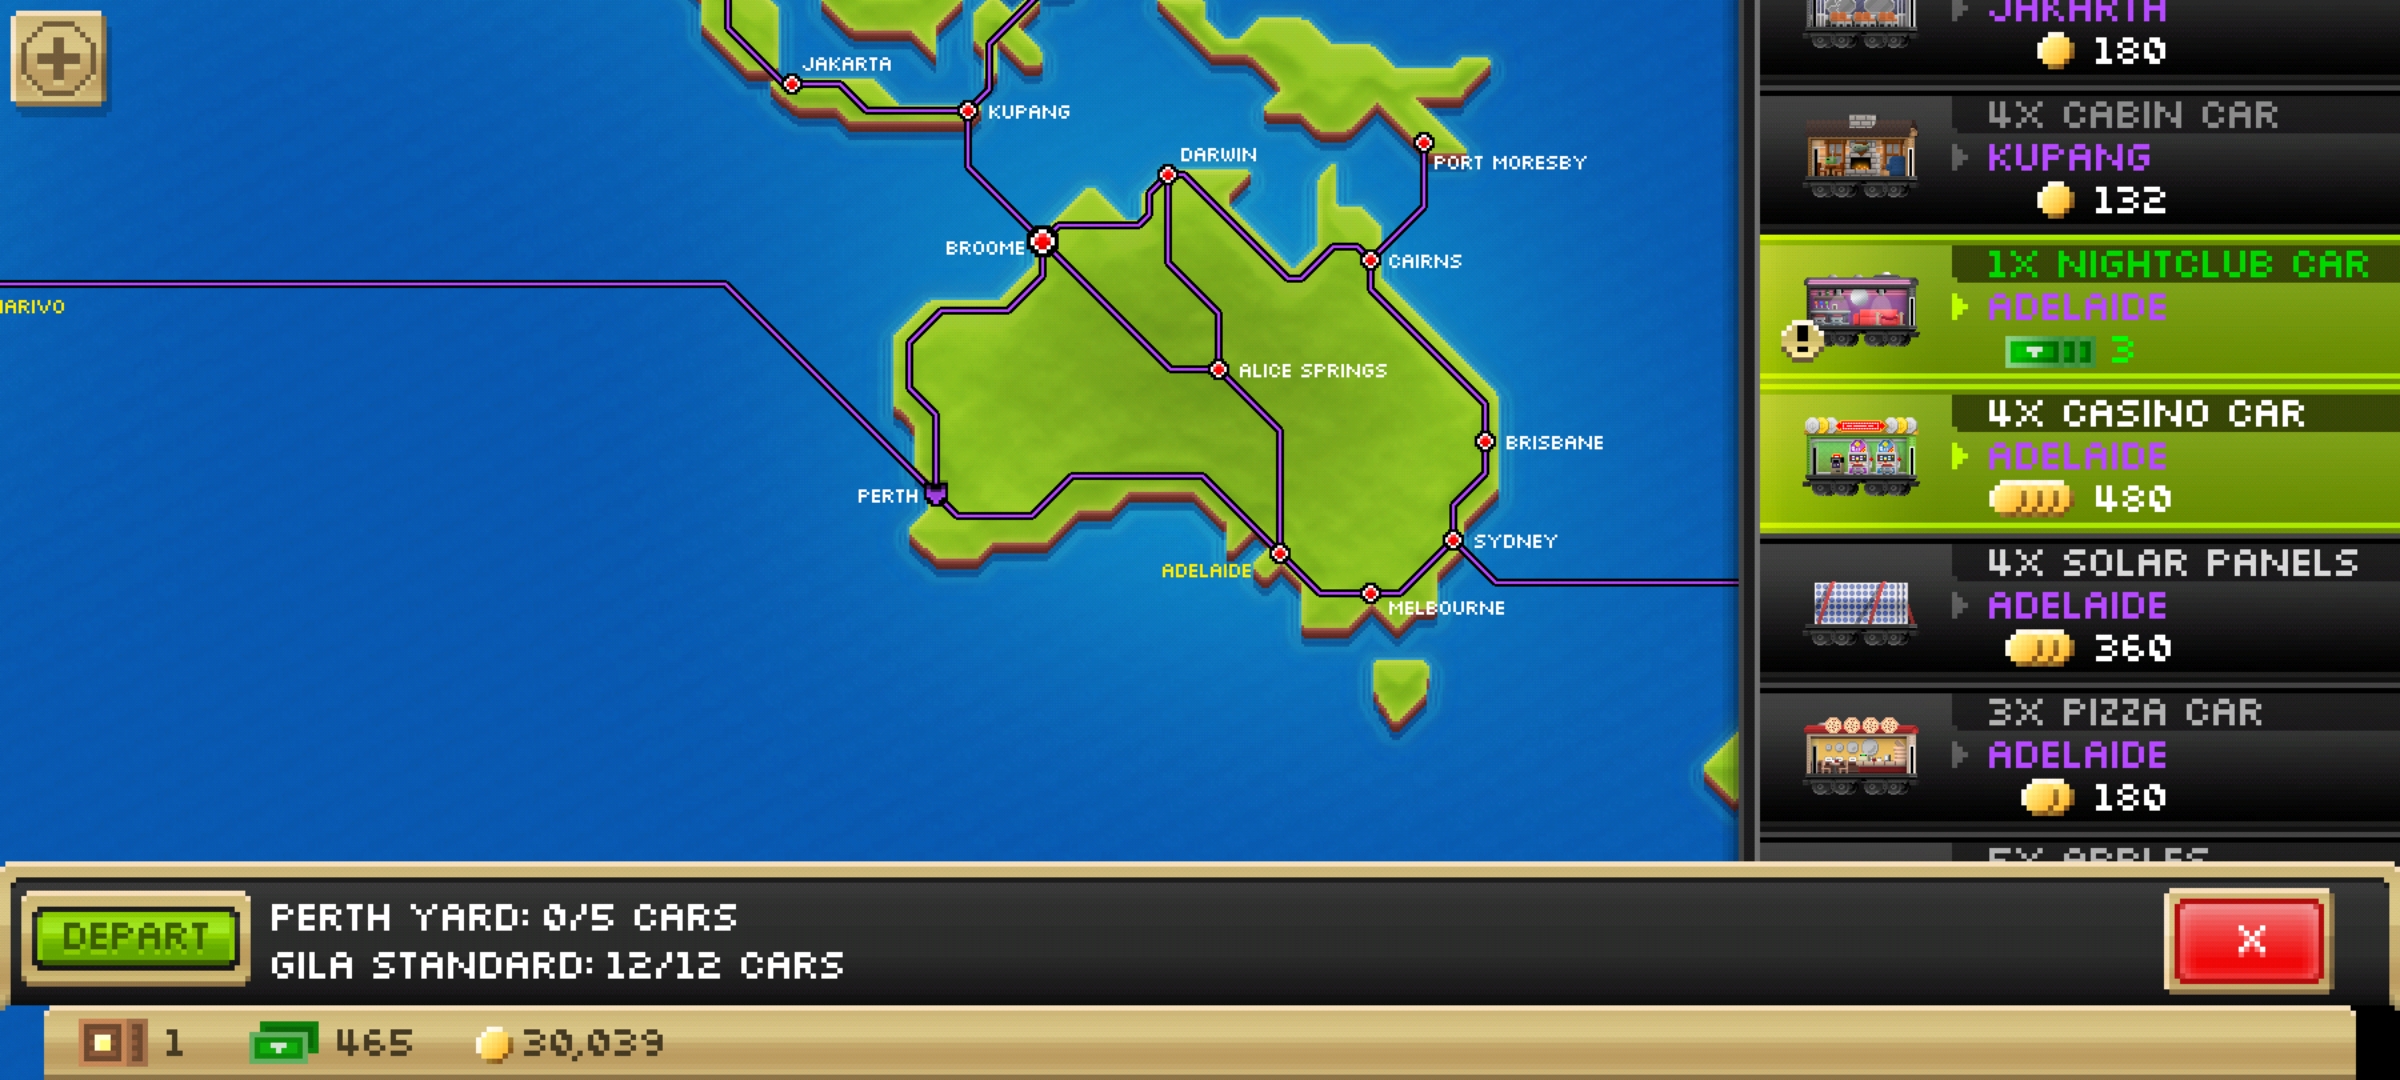 JAKARTA
KUPANG
DARWIN
PORT MORESBY
BROOME
CAIRNS
ARIVO
ALICE SPRINGS
BRISBANE
PERTH
SYDNEY
ADELAIDE
MELBOURNE
JAKARTA
180
4X CABIN CAR
KUPANG
132
1X NIGHTCLUB CAR
ADELAIDE
3
4X CASINO CAR
ADELAIDE
480
4X SOLAR PANELS
ADELAIDE
360
3X PIZZA CAR
ADELAIDE
180
5X APPLES
DEPART
PERTH YARD: 0/5 CARS
GILA STANDARD: 12/12 CARS
X
1
465
30,039